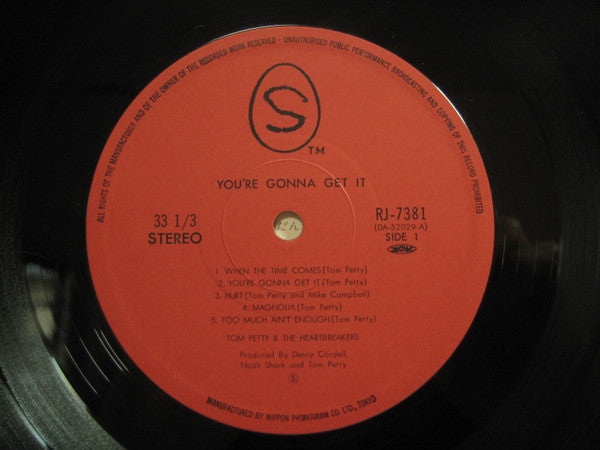 ALL RIGHTS OF THE MANUFACTURER AND OF THE OWNER OF THE RECORDED WORK RESERVED · UNAUTHORISED PUBLIC PERFORMANCE BROADCASTING AND COPYING OF THIS RECORD PROHIBITED
S
TM
YOU'RE GONNA GET IT
33 1/3
STEREO
RJ-7381
(DA-52029-A)
SIDE 1
1. WHEN THE TIME COMES (Tom Petty)
2. YOU'RE GONNA GET IT (Tom Petty)
3. HURT (Tom Petty and Mike Campbell)
4. MAGNOLIA (Tom Petty)
5. TOO MUCH AIN'T ENOUGH (Tom Petty)
TOM PETTY & THE HEARTBREAKERS
Produced By Denny Cordell,
Noah Shark and Tom Petty
S
MANUFACTURED BY NIPPON PHONOGRAM CO. LTD., TOKYO